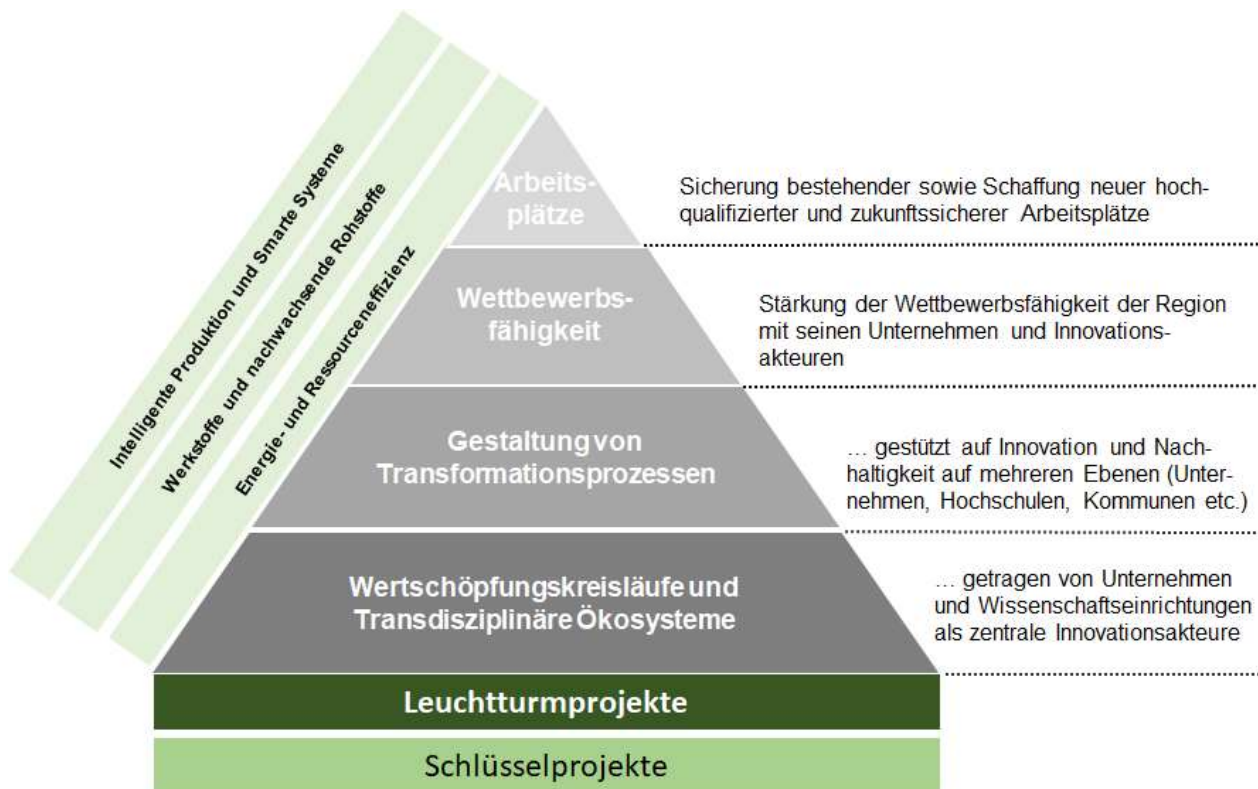 Intelligente Produktion und Smarte Systeme
Werkstoffe und nachwachsende Rohstoffe
Energie- und Ressourceneffizienz
Arbeits-
plätze
Sicherung bestehender sowie Schaffung neuer hoch-
qualifizierter und zukunftssicherer Arbeitsplätze
Wettbewerbs-
fähigkeit
Stärkung der Wettbewerbsfähigkeit der Region
mit seinen Unternehmen und Innovations-
akteuren
Gestaltung von
Transformationsprozessen
... gestützt auf Innovation und Nach-
haltigkeit auf mehreren Ebenen (Unter-
nehmen, Hochschulen, Kommunen etc.)
Wertschöpfungskreisläufe und
Transdisziplinäre Ökosysteme
... getragen von Unternehmen
und Wissenschaftseinrichtungen
als zentrale Innovationsakteure
Leuchtturmprojekte
Schlüsselprojekte